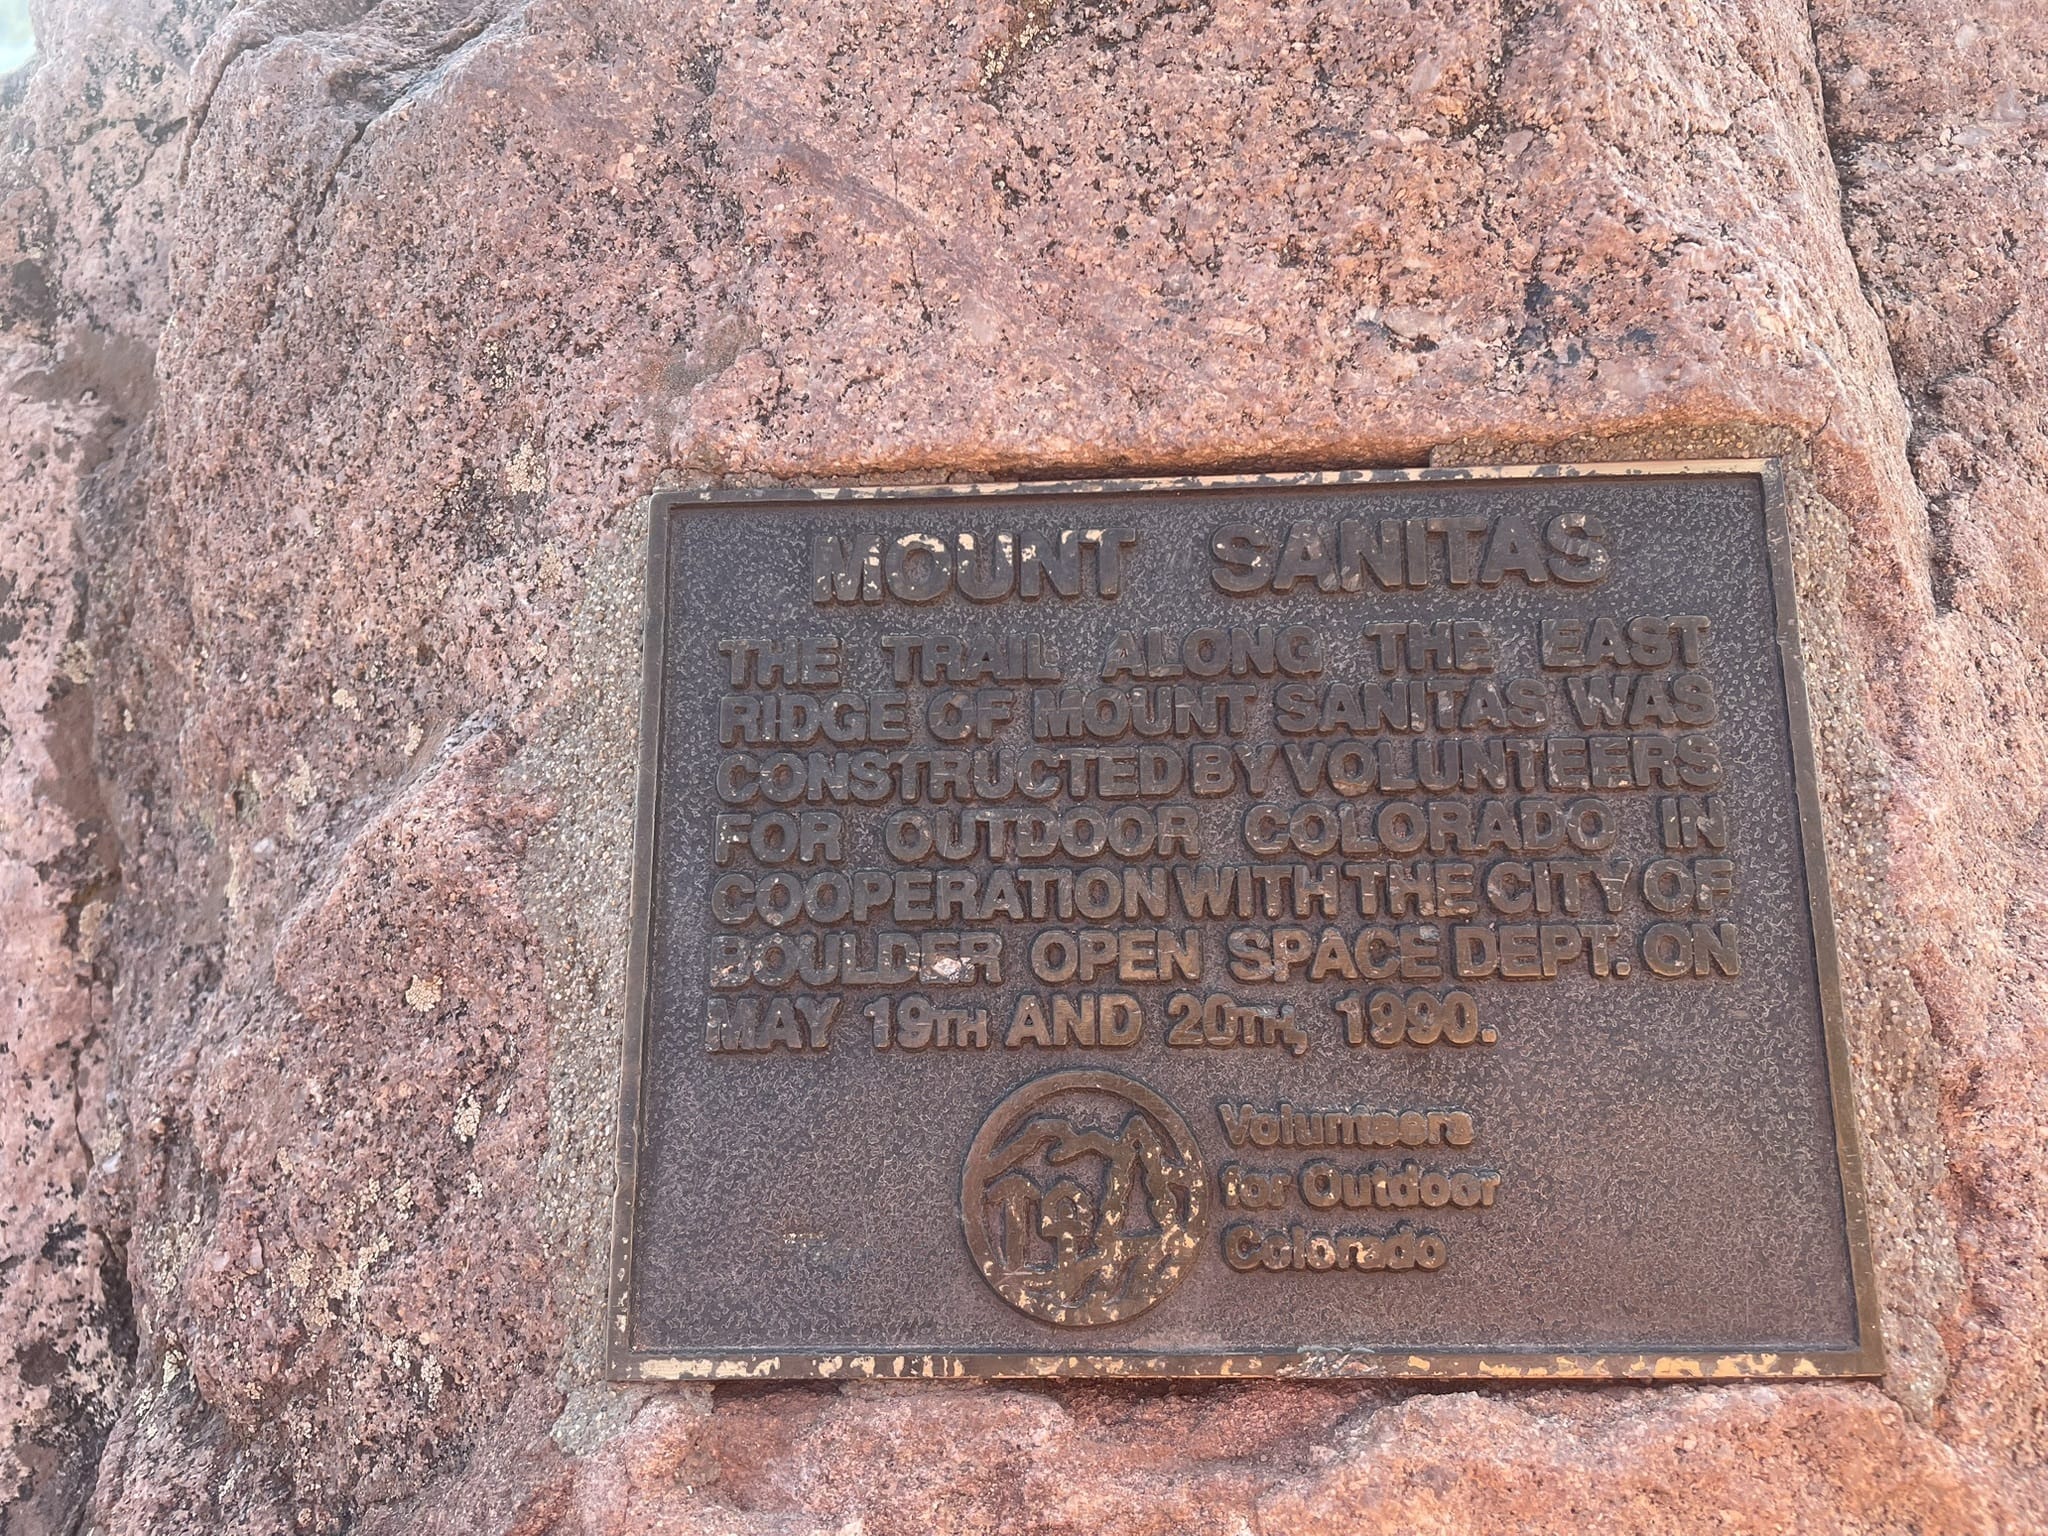 MOUNT SANITAS
THE TRAIL ALONG THE EAST
RIDGE OF MOUNT SANITAS WAS
CONSTRUCTED BY VOLUNTEERS
FOR OUTDOOR COLORADO IN
COOPERATION WITH THE CITY OF
BOULDER OPEN SPACE DEPT. ON
MAY 19TH AND 20TH, 1990.
Volunteers
for Outdoor
Colorado